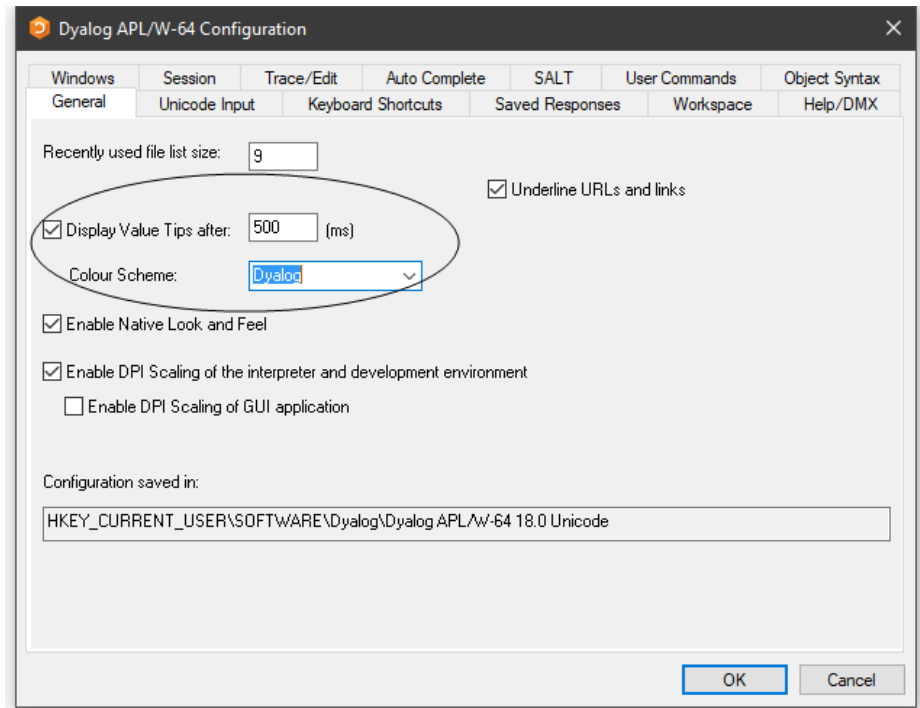 Dyalog APL/W-64 Configuration
Windows Session Trace/Edit Auto Complete SALT User Commands Object Syntax
General Unicode Input Keyboard Shortcuts Saved Responses Workspace Help/DMX
Recently used file list size: 9
Underline URLs and links
Display Value Tips after: 500 (ms)
Colour Scheme: Dyalog
Enable Native Look and Feel
Enable DPI Scaling of the interpreter and development environment
Enable DPI Scaling of GUI application
Configuration saved in:
HKEY_CURRENT_USER\SOFTWARE\Dyalog\Dyalog APL/W-64 18.0 Unicode
OK Cancel